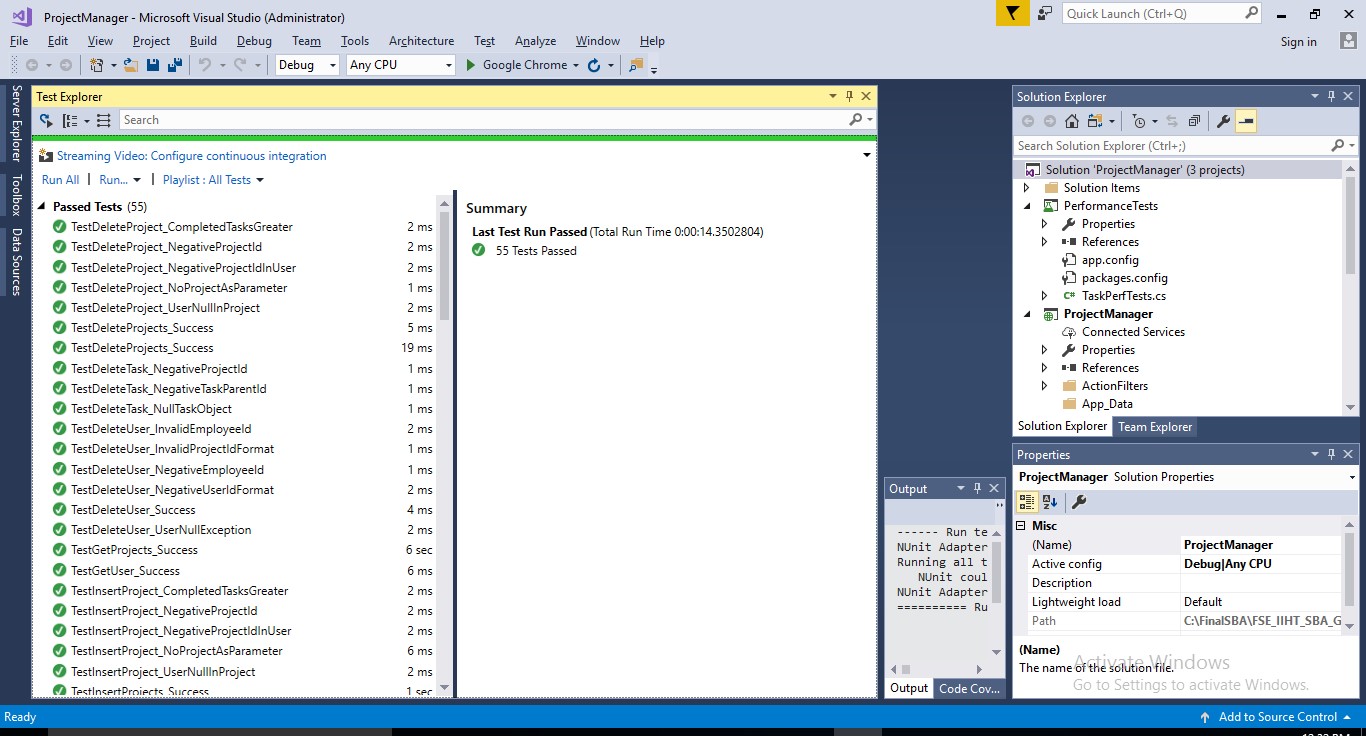 ProjectManager - Microsoft Visual Studio (Administrator)
Quick Launch (Ctrl+Q)
File Edit View Project Build Debug Team Tools Architecture Test Analyze Window Help
Sign in
Debug Any CPU Google Chrome
Server Explorer
Toolbox
Data Sources
Test Explorer
Search
Streaming Video: Configure continuous integration
Run All | Run... | Playlist : All Tests
Passed Tests (55)
TestDeleteProject_CompletedTasksGreater 2 ms
TestDeleteProject_NegativeProjectId 2 ms
TestDeleteProject_NegativeProjectIdInUser 2 ms
TestDeleteProject_NoProjectAsParameter 1 ms
TestDeleteProject_UserNullInProject 2 ms
TestDeleteProjects_Success 5 ms
TestDeleteProjects_Success 19 ms
TestDeleteTask_NegativeProjectId 1 ms
TestDeleteTask_NegativeTaskParentId 1 ms
TestDeleteTask_NullTaskObject 1 ms
TestDeleteUser_InvalidEmployeeId 2 ms
TestDeleteUser_InvalidProjectIdFormat 1 ms
TestDeleteUser_NegativeEmployeeId 1 ms
TestDeleteUser_NegativeUserIdFormat 2 ms
TestDeleteUser_Success 4 ms
TestDeleteUser_UserNullException 2 ms
TestGetProjects_Success 6 sec
TestGetUser_Success 6 ms
TestInsertProject_CompletedTasksGreater 2 ms
TestInsertProject_NegativeProjectId 2 ms
TestInsertProject_NegativeProjectIdInUser 2 ms
TestInsertProject_NoProjectAsParameter 6 ms
TestInsertProject_UserNullInProject 2 ms
TestInsertProjects_Success 1 sec
Summary
Last Test Run Passed (Total Run Time 0:00:14.3502804)
55 Tests Passed
Output
------ Run te
NUnit Adapter
Running all t
NUnit coul
NUnit Adapter
========== Ru
Output Code Cov...
Solution Explorer
Search Solution Explorer (Ctrl+;)
Solution 'ProjectManager' (3 projects)
Solution Items
PerformanceTests
Properties
References
app.config
packages.config
C# TaskPerfTests.cs
ProjectManager
Connected Services
Properties
References
ActionFilters
App_Data
Solution Explorer Team Explorer
Properties
ProjectManager Solution Properties
Misc
(Name) ProjectManager
Active config Debug|Any CPU
Description
Lightweight load Default
Path C:\FinalSBA\FSE_IIHT_SBA_G
(Name)
The name of the solution file.
Activate Windows
Go to Settings to activate Windows.
Ready
Add to Source Control